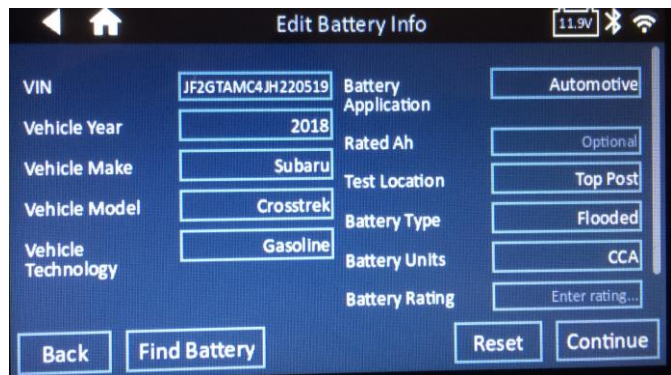 Edit Battery Info
11.9V
VIN
JF2GTAMC4JH220519
Vehicle Year
2018
Vehicle Make
Subaru
Vehicle Model
Crosstrek
Vehicle
Technology
Gasoline
Battery
Application
Automotive
Rated Ah
Optional
Test Location
Top Post
Battery Type
Flooded
Battery Units
CCA
Battery Rating
Enter rating...
Back
Find Battery
Reset
Continue